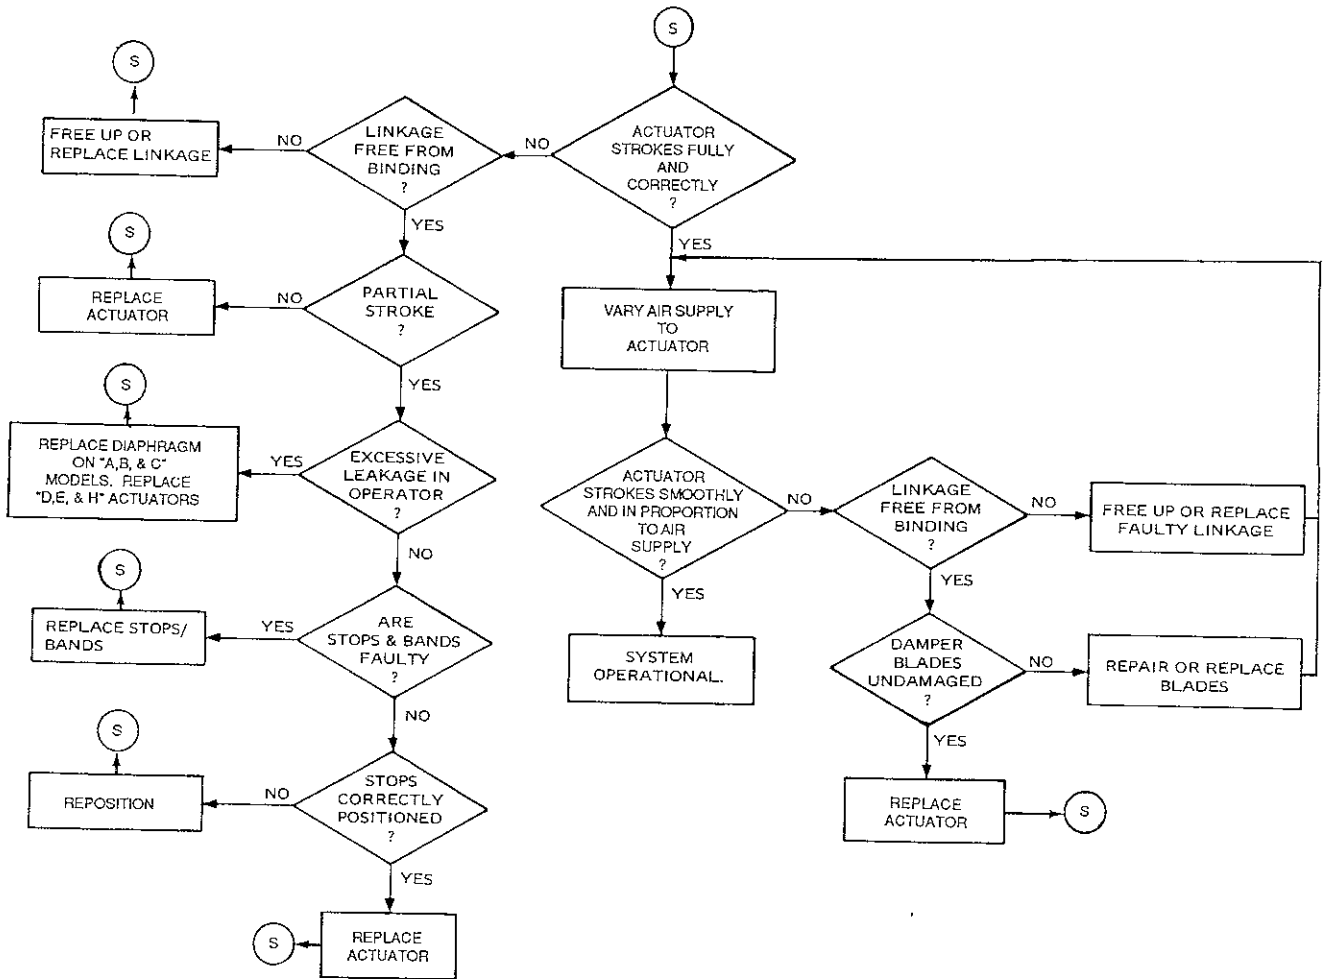 S
ACTUATOR
STROKES FULLY
AND
CORRECTLY
?
NO
YES
LINKAGE
FREE FROM
BINDING
?
NO
YES
S
FREE UP OR
REPLACE LINKAGE
PARTIAL
STROKE
?
NO
YES
S
REPLACE
ACTUATOR
EXCESSIVE
LEAKAGE IN
OPERATOR
?
YES
NO
S
REPLACE DIAPHRAGM
ON "A,B, & C"
MODELS. REPLACE
"D,E, & H" ACTUATORS
ARE
STOPS & BANDS
FAULTY
?
YES
NO
S
REPLACE STOPS/
BANDS
STOPS
CORRECTLY
POSITIONED
?
NO
YES
S
REPOSITION
REPLACE
ACTUATOR
S
VARY AIR SUPPLY
TO
ACTUATOR
ACTUATOR
STROKES SMOOTHLY
AND IN PROPORTION
TO AIR
SUPPLY
?
NO
YES
SYSTEM
OPERATIONAL.
LINKAGE
FREE FROM
BINDING
?
NO
YES
FREE UP OR REPLACE
FAULTY LINKAGE
DAMPER
BLADES
UNDAMAGED
?
NO
YES
REPAIR OR REPLACE
BLADES
REPLACE
ACTUATOR
S